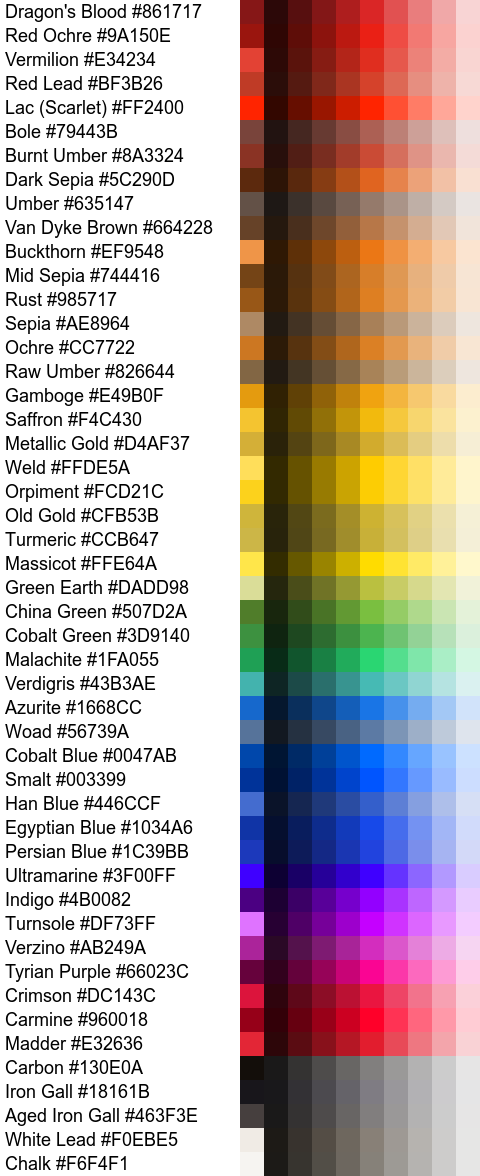 Dragon's Blood #861717
Red Ochre #9A150E
Vermilion #E34234
Red Lead #BF3B26
Lac (Scarlet) #FF2400
Bole #79443B
Burnt Umber #8A3324
Dark Sepia #5C290D
Umber #635147
Van Dyke Brown #664228
Buckthorn #EF9548
Mid Sepia #744416
Rust #985717
Sepia #AE8964
Ochre #CC7722
Raw Umber #826644
Gamboge #E49B0F
Saffron #F4C430
Metallic Gold #D4AF37
Weld #FFDE5A
Orpiment #FCD21C
Old Gold #CFB53B
Turmeric #CCB647
Massicot #FFE64A
Green Earth #DADD98
China Green #507D2A
Cobalt Green #3D9140
Malachite #1FA055
Verdigris #43B3AE
Azurite #1668CC
Woad #56739A
Cobalt Blue #0047AB
Smalt #003399
Han Blue #446CCF
Egyptian Blue #1034A6
Persian Blue #1C39BB
Ultramarine #3F00FF
Indigo #4B0082
Turnsole #DF73FF
Verzino #AB249A
Tyrian Purple #66023C
Crimson #DC143C
Carmine #960018
Madder #E32636
Carbon #130E0A
Iron Gall #18161B
Aged Iron Gall #463F3E
White Lead #F0EBE5
Chalk #F6F4F1